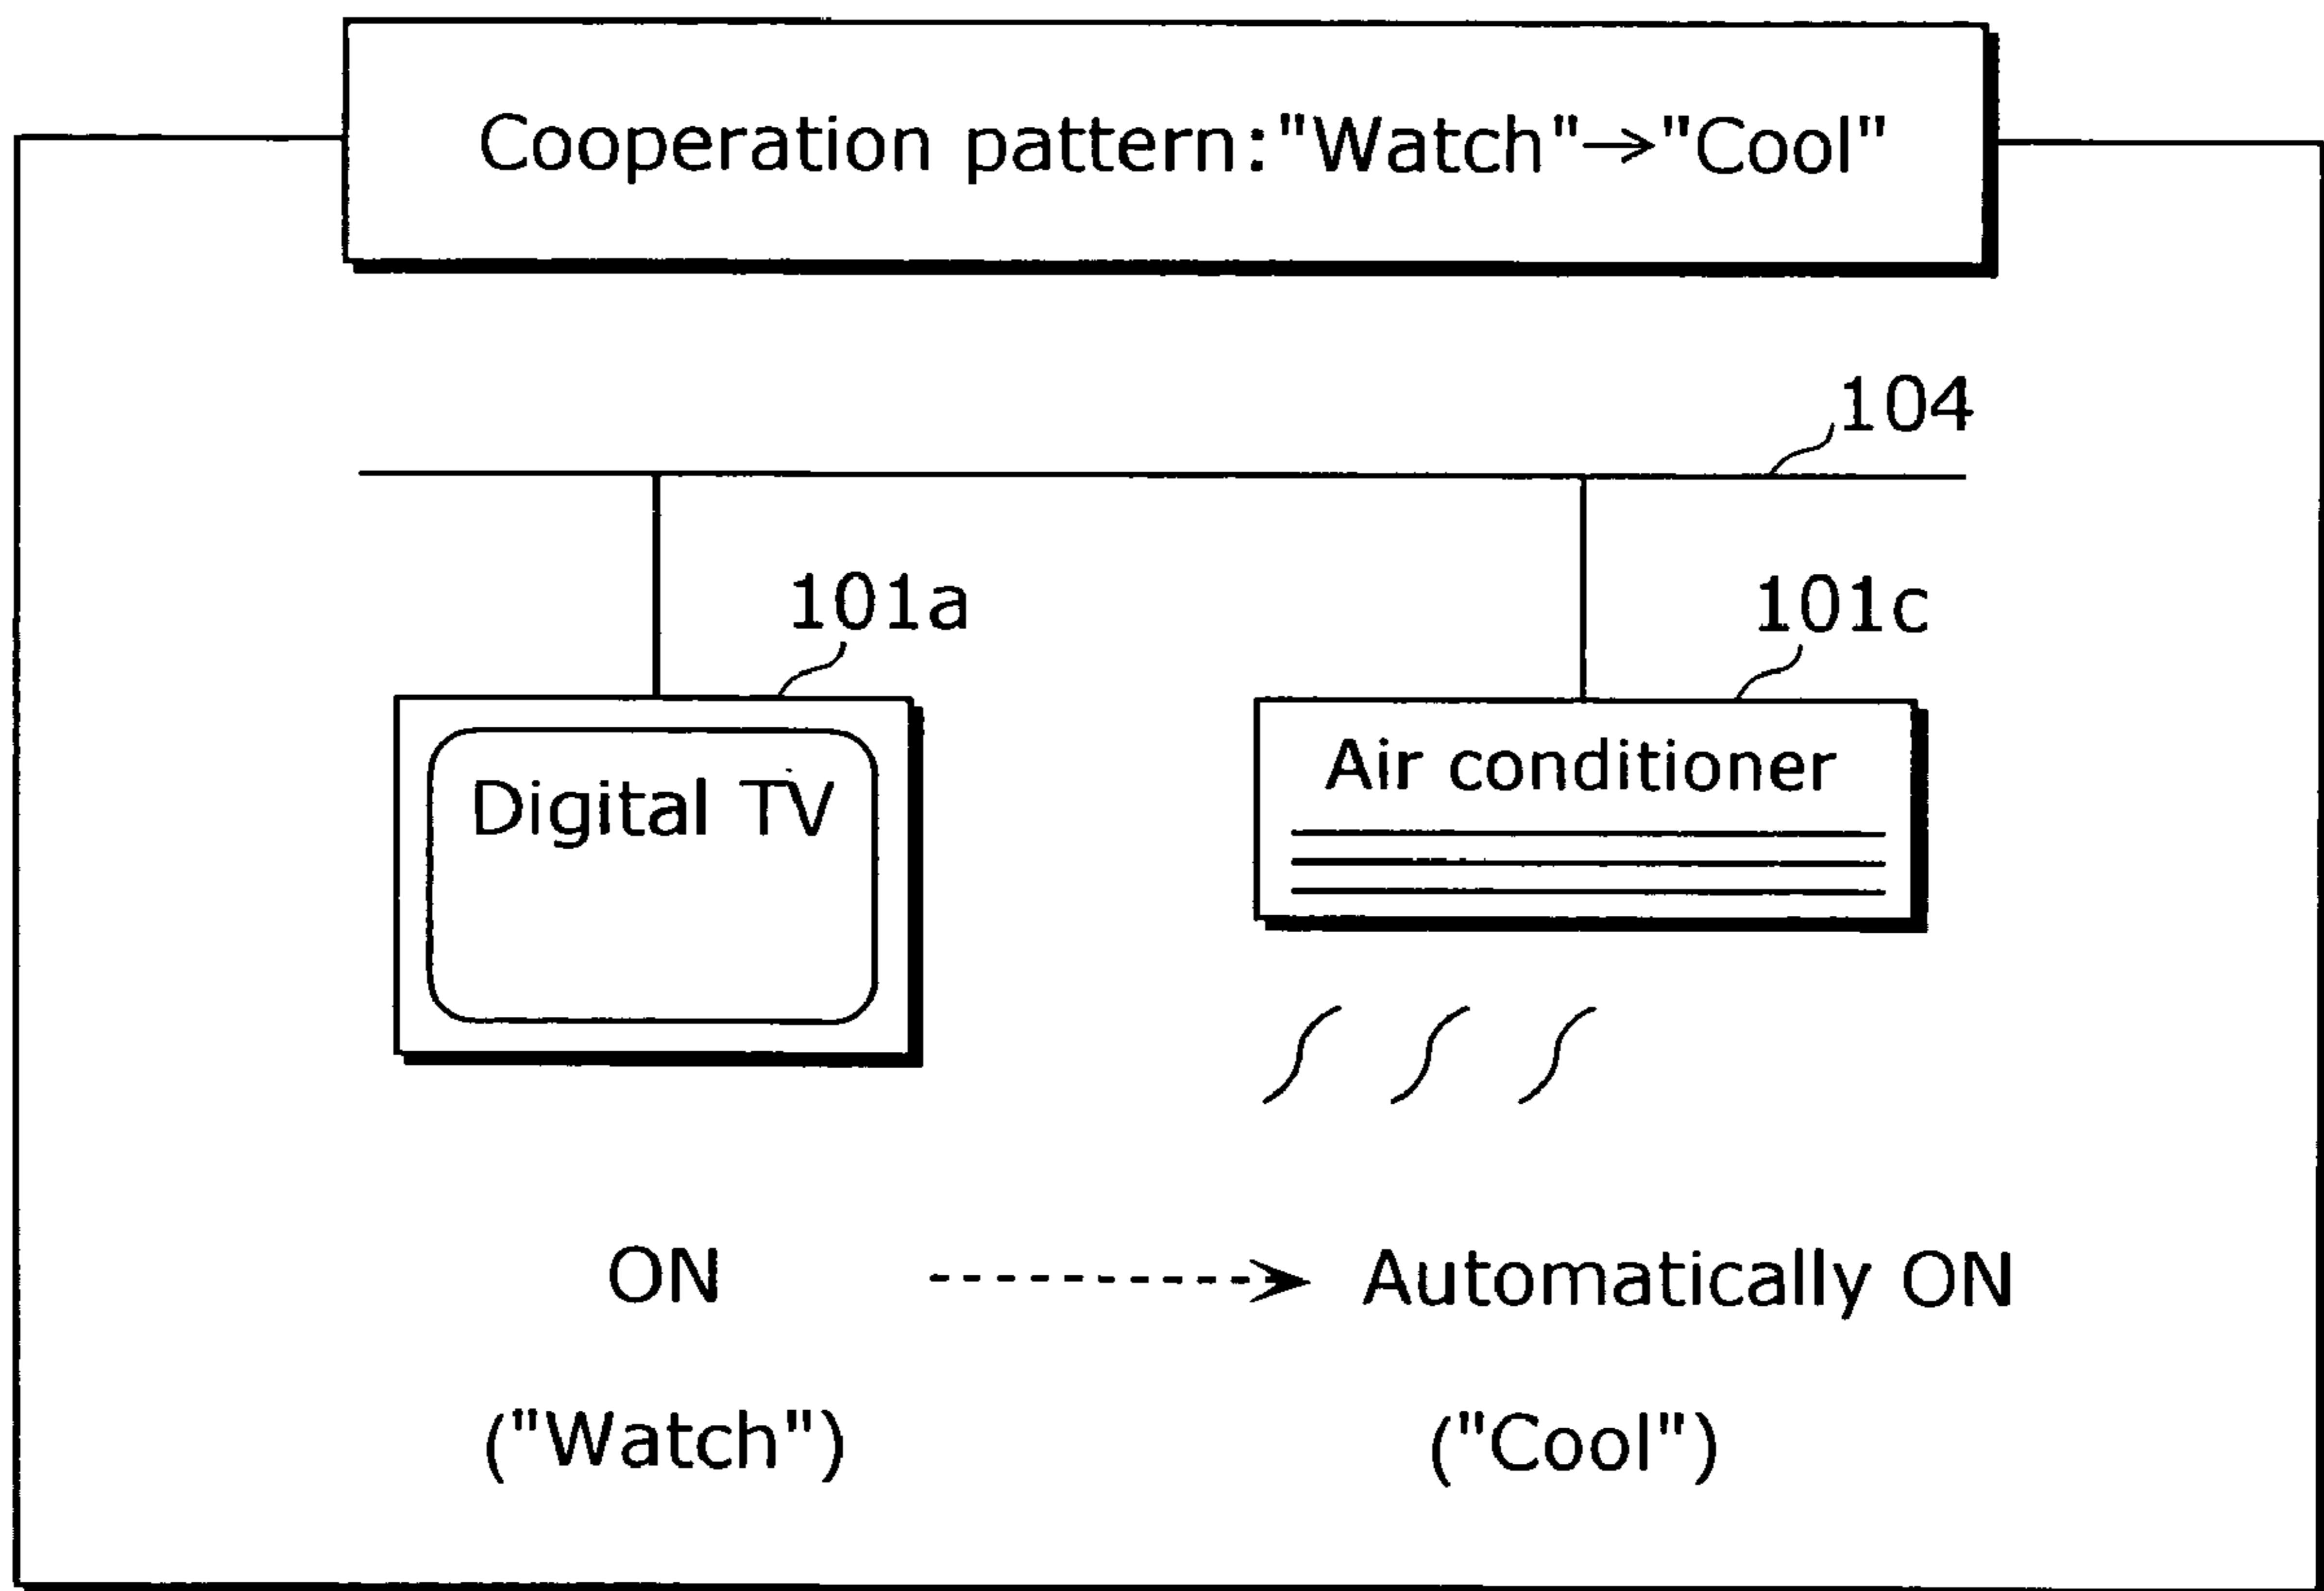 Cooperation pattern:"Watch"→"Cool"
104
101a
101c
Digital TV
Air conditioner
ON
Automatically ON
("Watch")
("Cool")